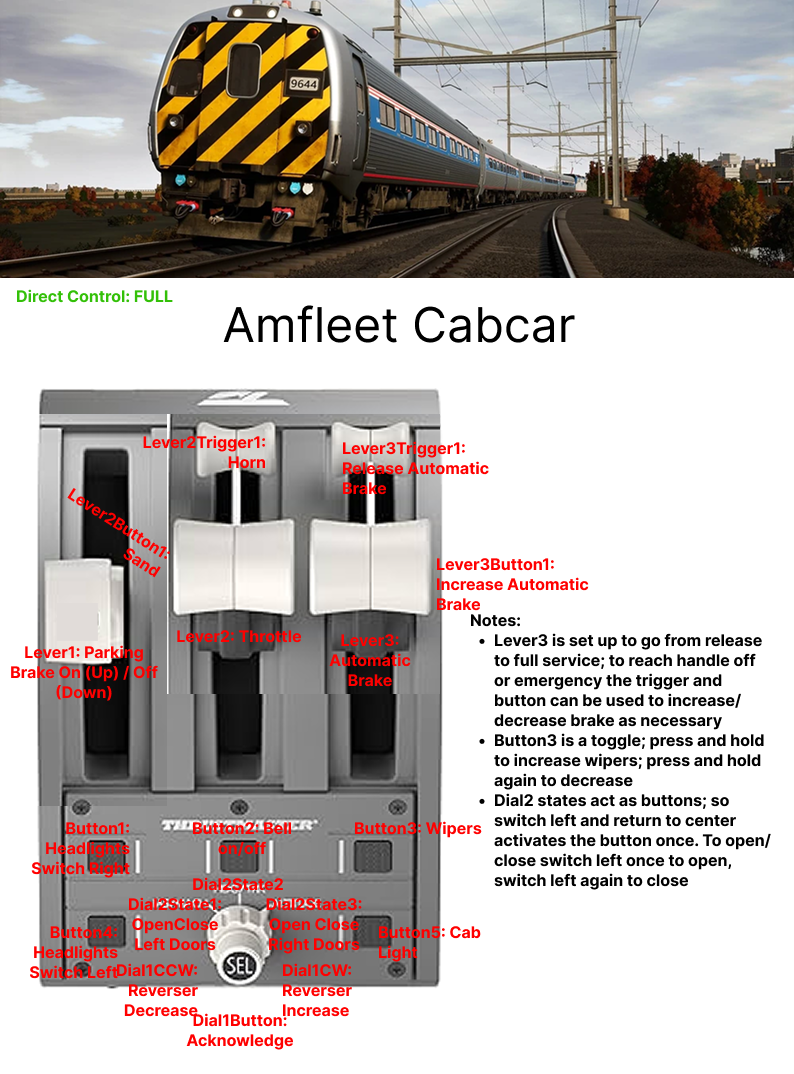 9644
Direct Control: FULL
Amfleet Cabcar
Lever2Trigger1:
Horn
Lever3Trigger1:
Release Automatic
Brake
Lever2Button1:
Sand
Lever3Button1:
Increase Automatic
Brake
Lever2: Throttle
Lever3:
Automatic
Brake
Lever1: Parking
Brake On (Up) / Off
(Down)
Notes:
• Lever3 is set up to go from release
to full service; to reach handle off
or emergency the trigger and
button can be used to increase/
decrease brake as necessary
• Button3 is a toggle; press and hold
to increase wipers; press and hold
again to decrease
• Dial2 states act as buttons; so
switch left and return to center
activates the button once. To open/
close switch left once to open,
switch left again to close
THRUSTMASTER
Button1:
Headlights
Switch Right
Button2: Bell
on/off
Button3: Wipers
Dial2State2
Dial2State1:
OpenClose
Left Doors
Dial2State3:
Open Close
Right Doors
Button4:
Headlights
Switch Left
Button5: Cab
Light
SEL
Dial1CCW:
Reverser
Decrease
Dial1CW:
Reverser
Increase
Dial1Button:
Acknowledge